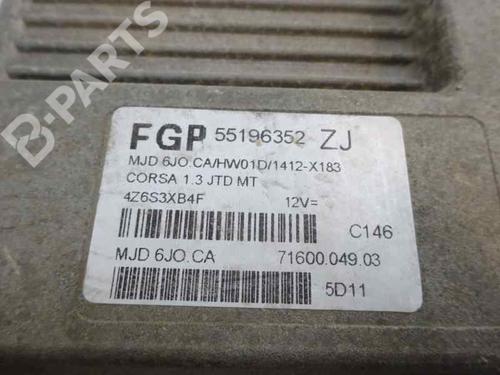 B-PARTS
FGP 55196352 ZJ
MJD 6JO.CA/HW01D/1412-X183
CORSA 1.3 JTD MT
4Z6S3XB4F 12V=
C146
MJD 6JO.CA 71600.049.03
5D11